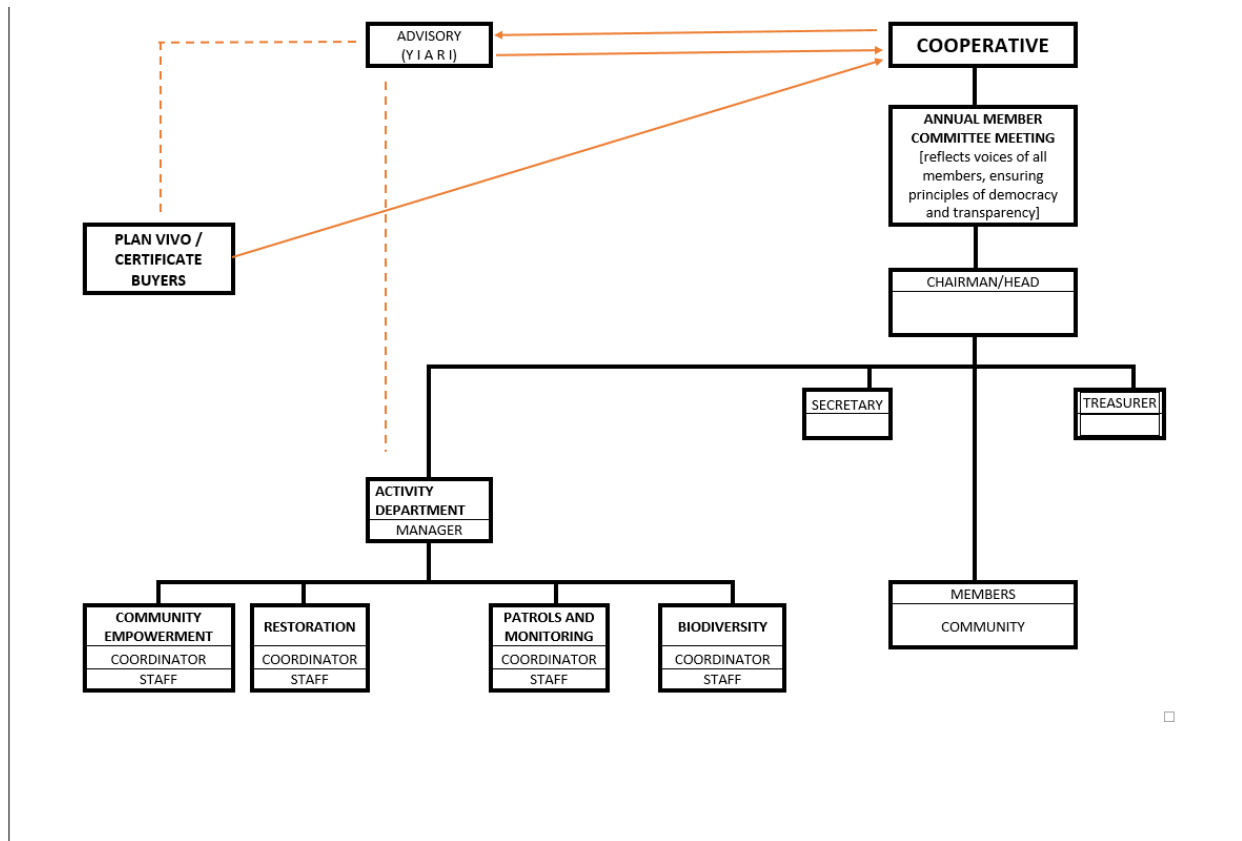 ADVISORY
(Y I A R I)
COOPERATIVE
ANNUAL MEMBER
COMMITTEE MEETING
[reflects voices of all
members, ensuring
principles of democracy
and transparency]
PLAN VIVO /
CERTIFICATE
BUYERS
CHAIRMAN/HEAD
SECRETARY
TREASURER
ACTIVITY
DEPARTMENT
MANAGER
COMMUNITY
EMPOWERMENT
COORDINATOR
STAFF
RESTORATION
COORDINATOR
STAFF
PATROLS AND
MONITORING
COORDINATOR
STAFF
BIODIVERSITY
COORDINATOR
STAFF
MEMBERS
COMMUNITY